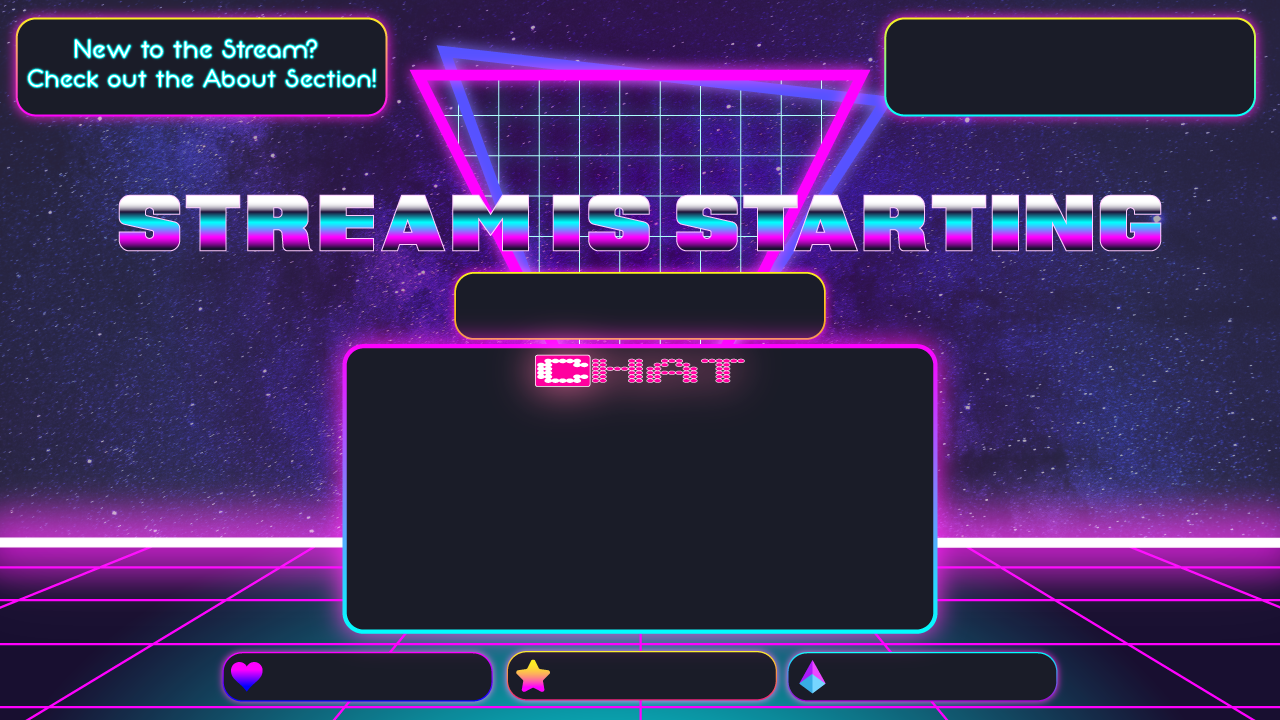 New to the Stream?
Check out the About Section!
STREAM IS STARTING
CHAT